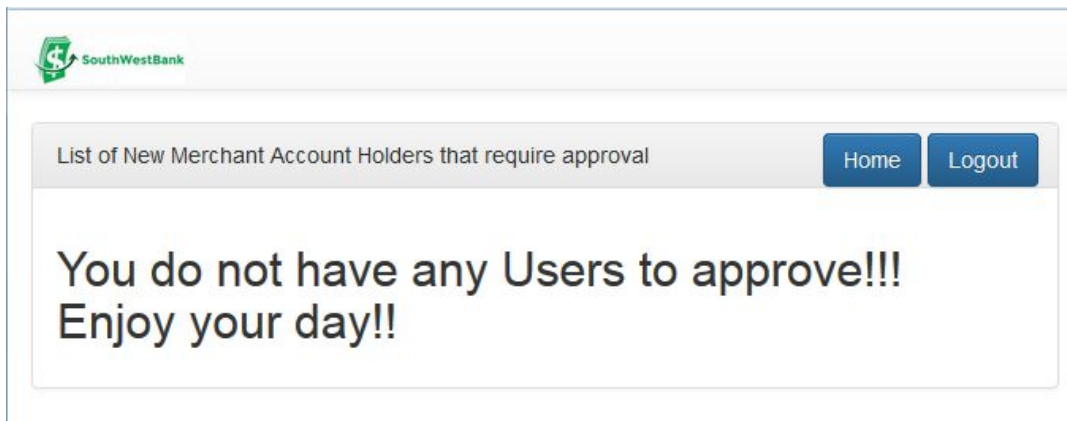 SouthWestBank
List of New Merchant Account Holders that require approval
Home
Logout
You do not have any Users to approve!!!
Enjoy your day!!